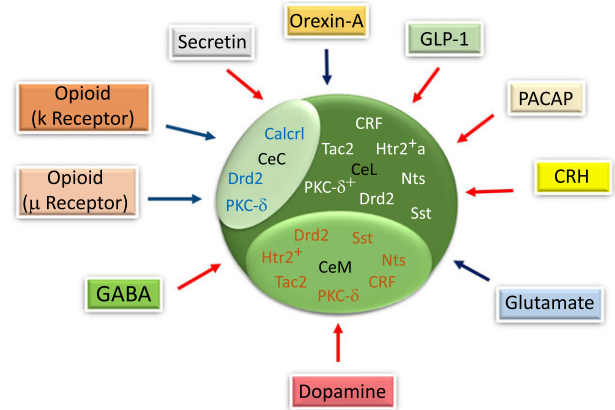 Orexin-A
Secretin
GLP-1
Opioid
(k Receptor)
PACAP
Opioid
(μ Receptor)
CRH
GABA
Glutamate
Dopamine
Calcrl
CeC
Drd2
PKC-δ
CRF
Tac2 Htr2⁺a
CeL
PKC-δ⁺ Nts
Drd2
Sst
Drd2 Sst
Htr2⁺ Nts
CeM
Tac2 CRF
PKC-δ